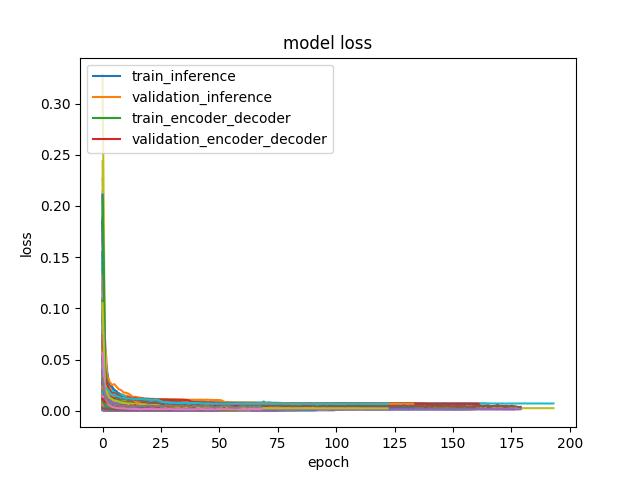 model loss
train_inference
validation_inference
train_encoder_decoder
validation_encoder_decoder
0.30
0.25
0.20
0.15
0.10
0.05
0.00
loss
0 25 50 75 100 125 150 175 200
epoch